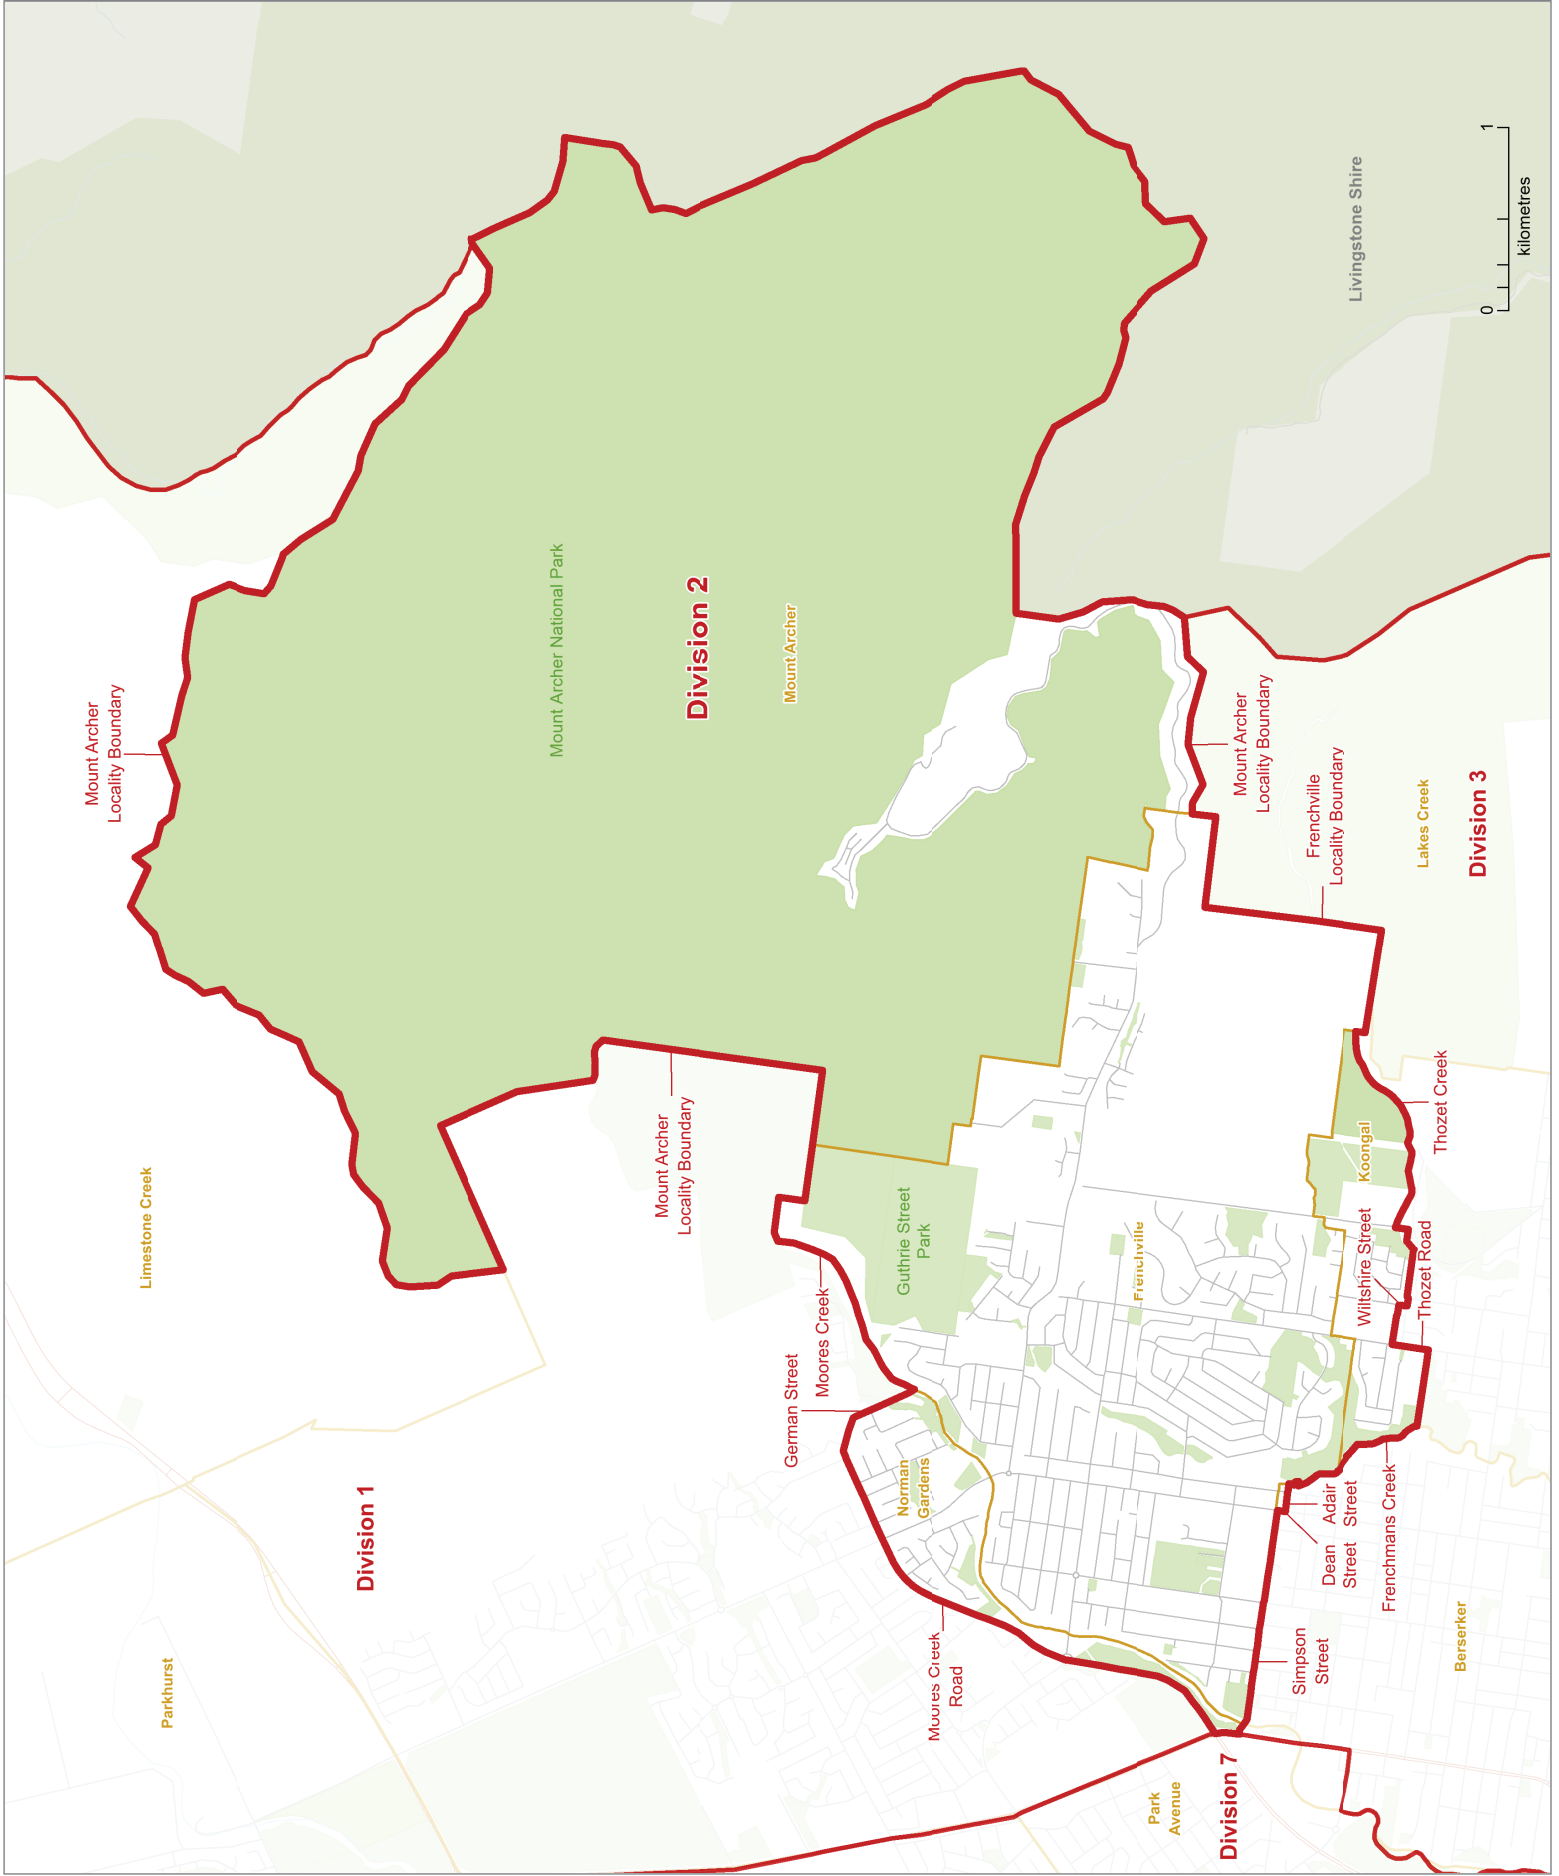 Mount Archer
Locality Boundary
Limestone Creek
Mount Archer National Park
Division 2
Mount Archer
Livingstone Shire
0
1
kilometres
Mount Archer
Locality Boundary
Frenchville
Locality Boundary
Lakes Creek
Division 3
Mount Archer
Locality Boundary
Guthrie Street
Park
Moores Creek
German Street
Norman
Gardens
Frenchville
Koongal
Thozet Creek
Wiltshire Street
Thozet Road
Division 1
Parkhurst
Moores Creek
Road
Adair
Street
Dean
Street
Frenchmans Creek
Simpson
Street
Berserker
Park
Avenue
Division 7